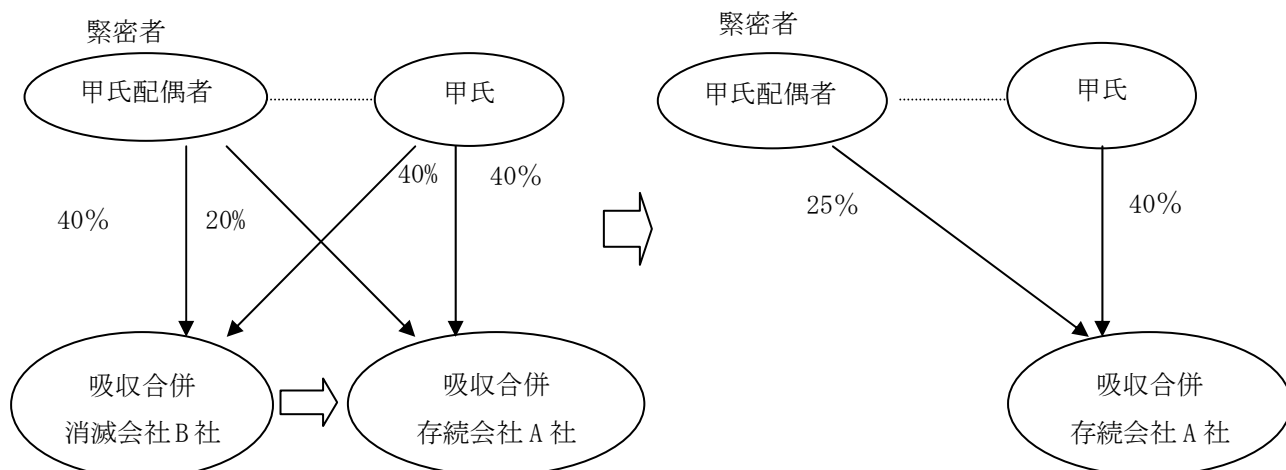 緊密者
甲氏配偶者
甲氏
40%
20%
40%
40%
吸収合併
消滅会社B社
吸収合併
存続会社A社
緊密者
甲氏配偶者
甲氏
25%
40%
吸収合併
存続会社A社